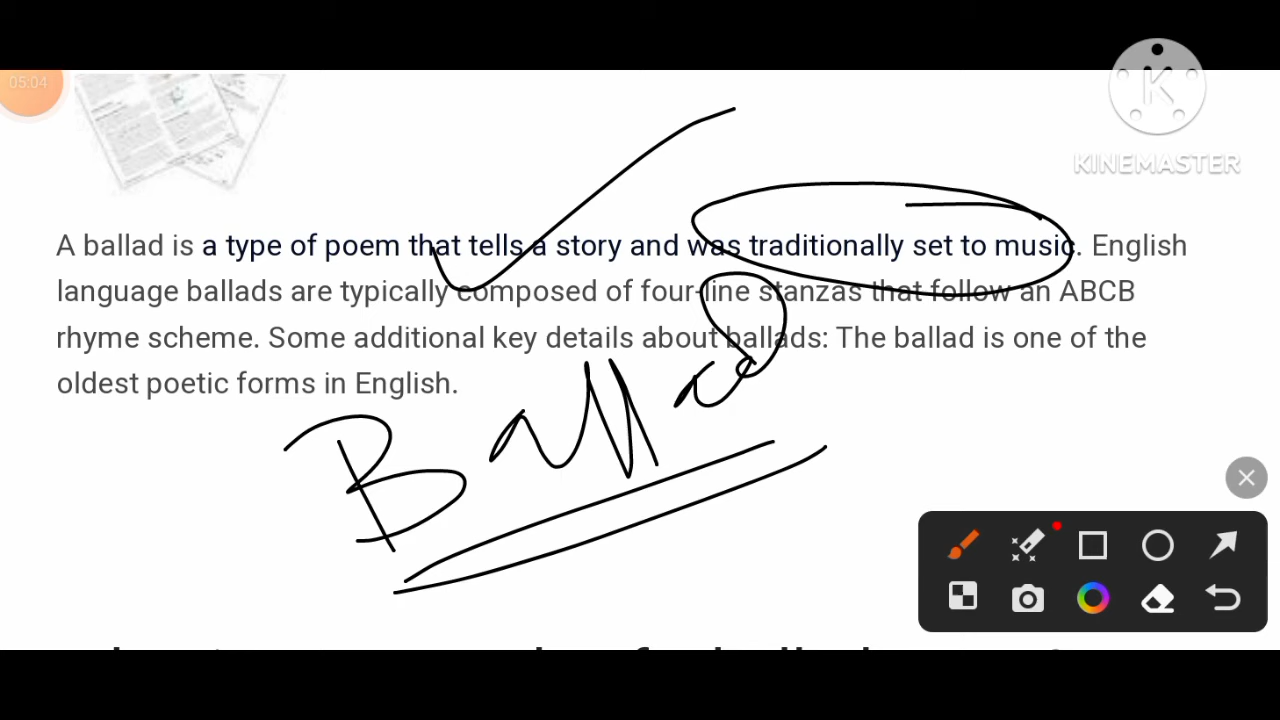 05:04
KINEMASTER
A ballad is a type of poem that tells a story and was traditionally set to music. English
language ballads are typically composed of four-line stanzas that follow an ABCB
rhyme scheme. Some additional key details about ballads: The ballad is one of the
oldest poetic forms in English.
Ballad